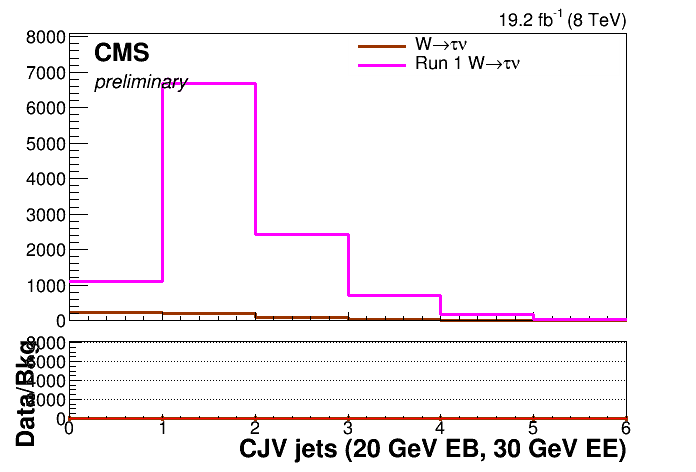 19.2 fb⁻¹ (8 TeV)
CMS
preliminary
W→τν
Run 1 W→τν
8000
7000
6000
5000
4000
3000
2000
1000
0
Data/Bkg
8000
6000
4000
2000
0
0 1 2 3 4 5 6
CJV jets (20 GeV EB, 30 GeV EE)